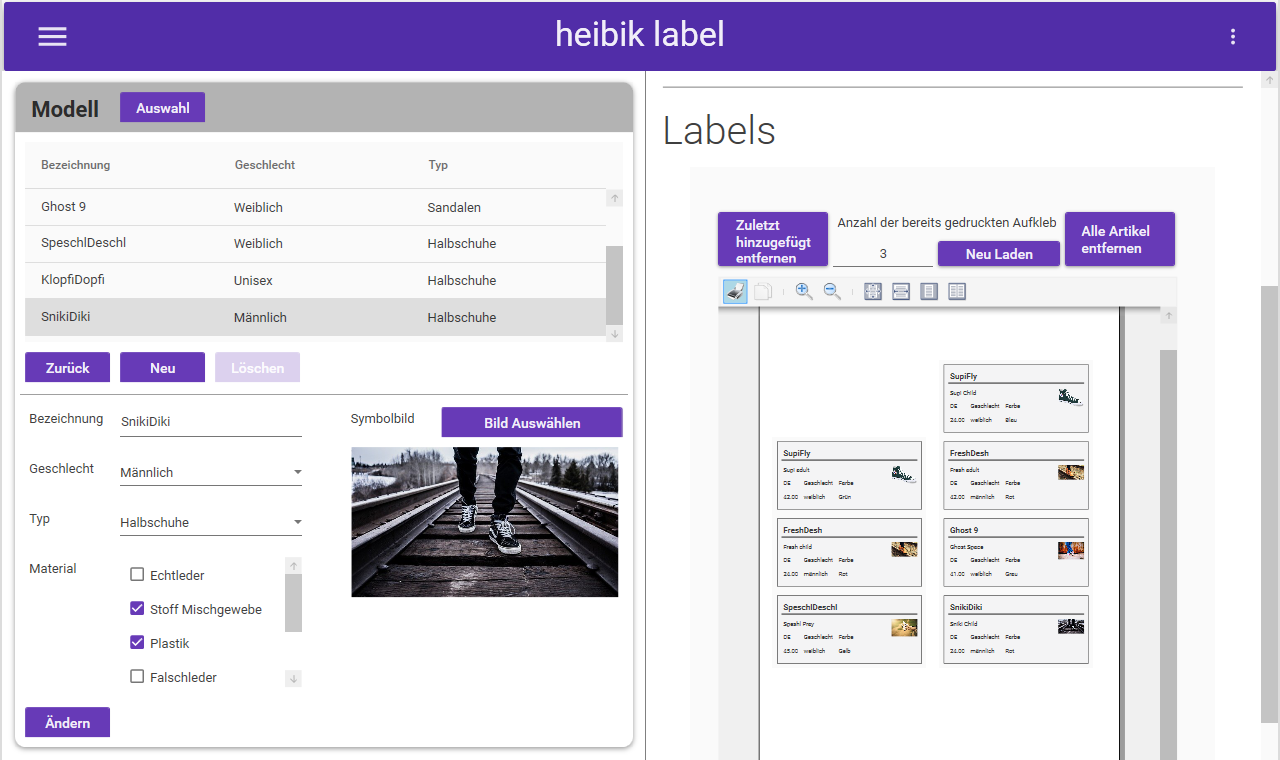 heibik label
Modell
Auswahl
Bezeichnung Geschlecht Typ
Ghost 9 Weiblich Sandalen
SpeschlDeschl Weiblich Halbschuhe
KlopfiDopfi Unisex Halbschuhe
SnikiDiki Männlich Halbschuhe
Zurück Neu Löschen
Bezeichnung SnikiDiki
Geschlecht Männlich
Typ Halbschuhe
Material
Echtleder
Stoff Mischgewebe
Plastik
Falschleder
Ändern
Symbolbild
Bild Auswählen
Labels
Zuletzt
hinzugefügt
entfernen
Anzahl der bereits gedruckten Aufkleb
3
Neu Laden
Alle Artikel
entfernen
SupiFly
Supi Child
DE Geschlecht Farbe
24.00 weiblich Blau
SupiFly
Supi adult
DE Geschlecht Farbe
42.00 weiblich Grün
FreshDesh
Fresh adult
DE Geschlecht Farbe
43.00 männlich Rot
FreshDesh
Fresh child
DE Geschlecht Farbe
24.00 männlich Rot
Ghost 9
Ghost Space
DE Geschlecht Farbe
41.00 weiblich Grau
SpeschlDeschl
Speshl Prey
DE Geschlecht Farbe
45.00 weiblich Gelb
SnikiDiki
Sniki Child
DE Geschlecht Farbe
24.00 männlich Rot